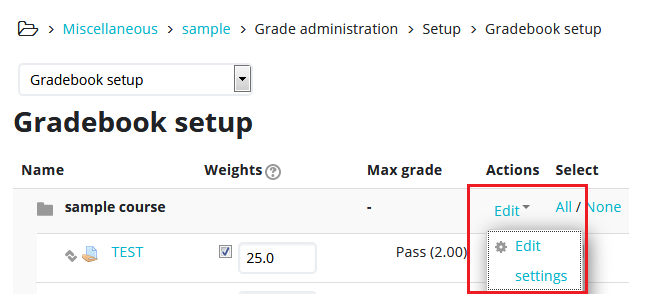 Miscellaneous > sample > Grade administration > Setup > Gradebook setup
Gradebook setup
Gradebook setup
Name Weights Max grade Actions Select
sample course - Edit All / None
TEST 25.0 Pass (2.00) Edit
settings